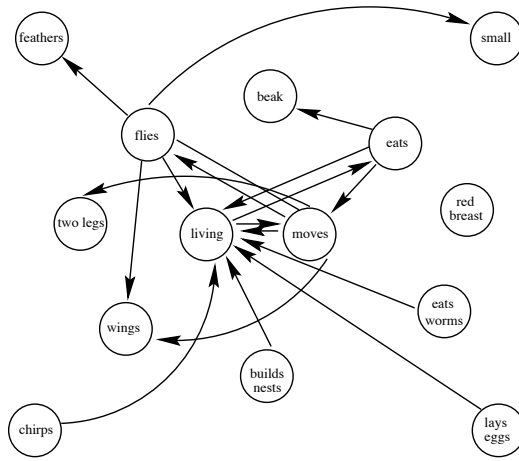 feathers
small
beak
flies
eats
two legs
living
moves
red
breast
wings
eats
worms
builds
nests
chirps
lays
eggs